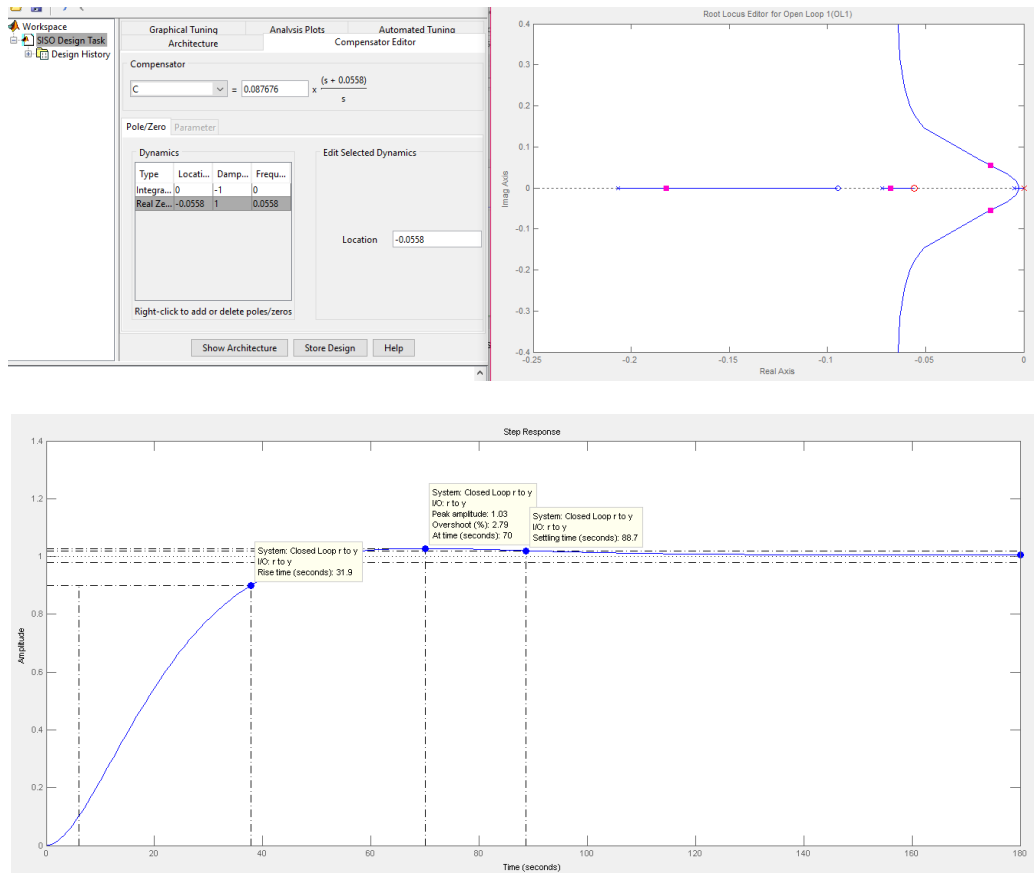 Workspace
SISO Design Task
Design History
Graphical Tuning Analysis Plots Automated Tuning
Architecture Compensator Editor
Compensator
C = 0.087676 x (s + 0.0558)
s
Pole/Zero Parameter
Dynamics
Type Locati... Damp... Frequ...
Integra... 0 -1 0
Real Ze... -0.0558 1 0.0558
Edit Selected Dynamics
Location -0.0558
Right-click to add or delete poles/zeros
Show Architecture Store Design Help
Root Locus Editor for Open Loop 1(OL1)
0.4
0.3
0.2
0.1
0
-0.1
-0.2
-0.3
-0.4
Imag Axis
-0.25 -0.2 -0.15 -0.1 -0.05 0
Real Axis
Step Response
1.4
1.2
1
0.8
0.6
0.4
0.2
0
Amplitude
System: Closed Loop r to y
I/O: r to y
Rise time (seconds): 31.9
System: Closed Loop r to y
I/O: r to y
Peak amplitude: 1.03
Overshoot (%): 2.79
At time (seconds): 70
System: Closed Loop r to y
I/O: r to y
Settling time (seconds): 88.7
0 20 40 60 80 100 120 140 160 180
Time (seconds)